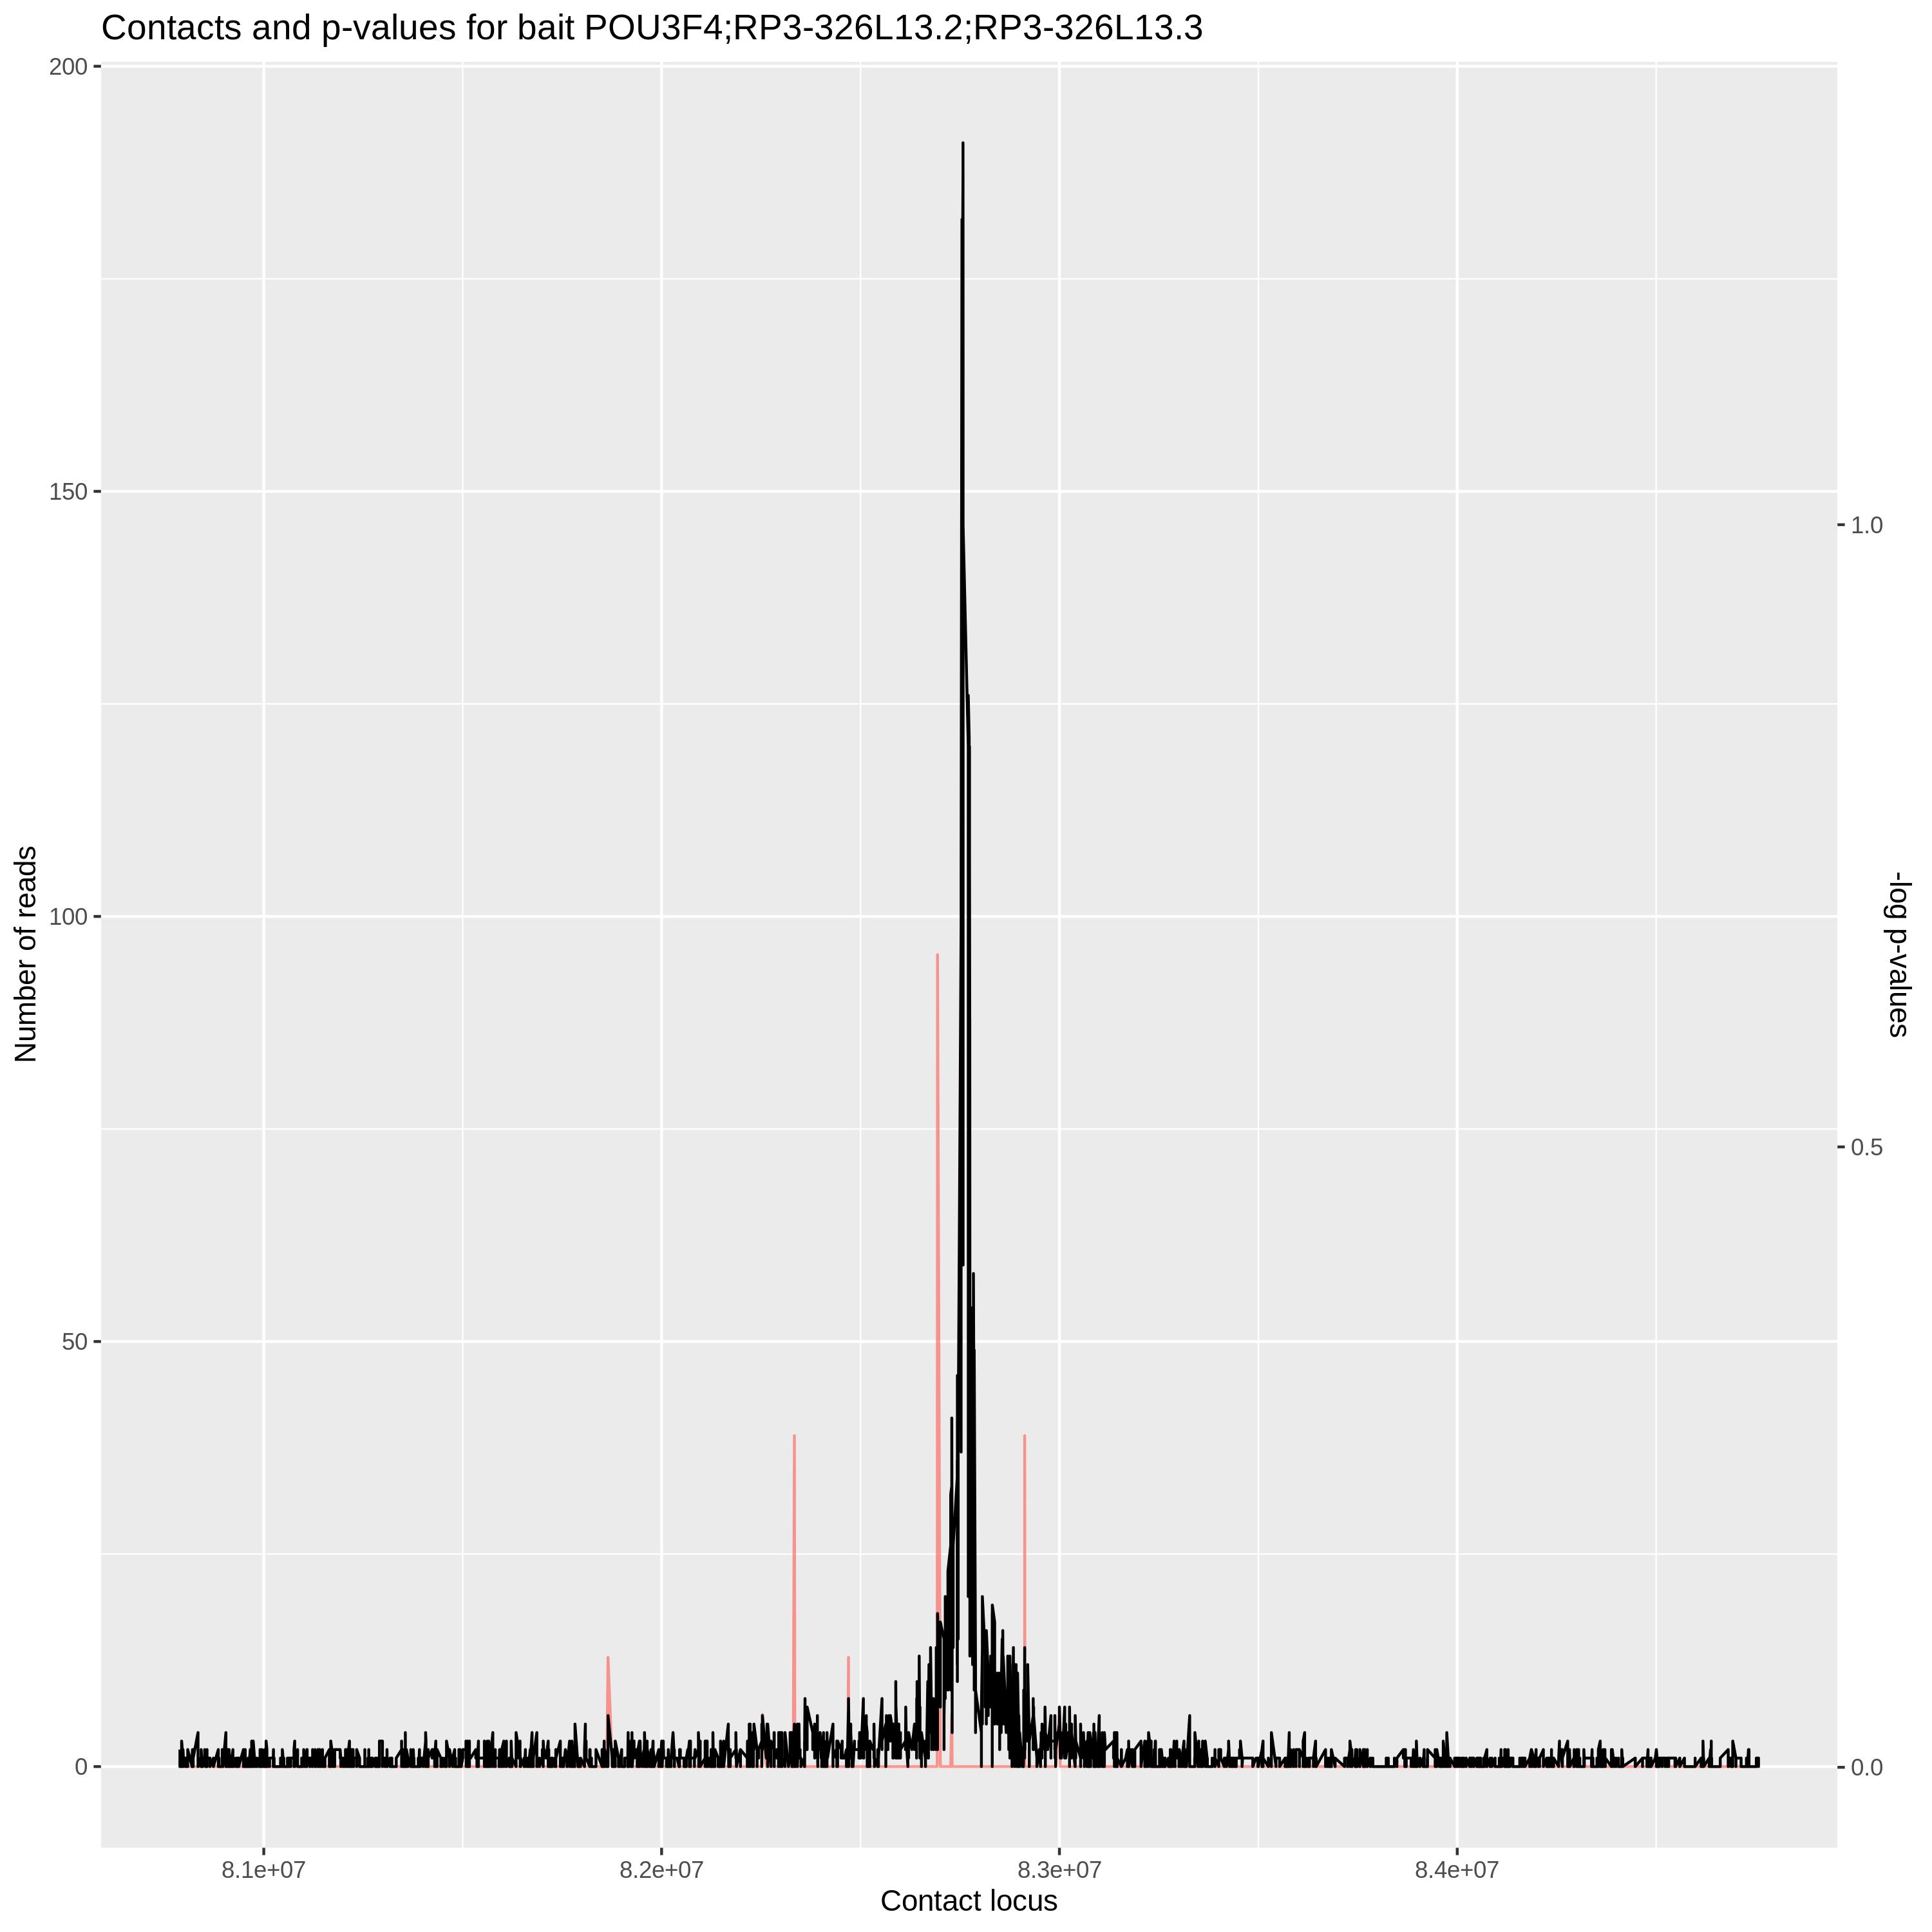 Contacts and p-values for bait POU3F4;RP3-326L13.2;RP3-326L13.3
200
150
100
50
0
Number of reads
1.0
0.5
0.0
-log p-values
8.1e+07
8.2e+07
8.3e+07
8.4e+07
Contact locus